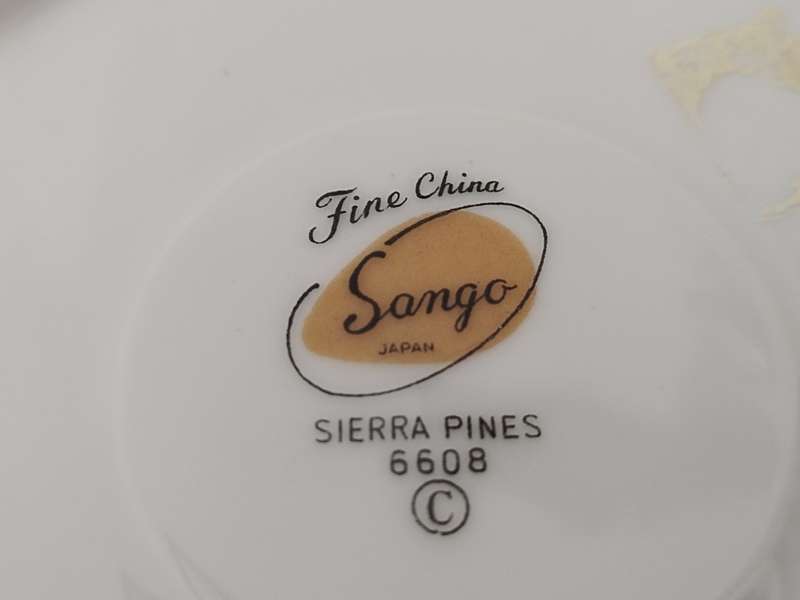 Fine China
Sango
JAPAN
SIERRA PINES
6608
©